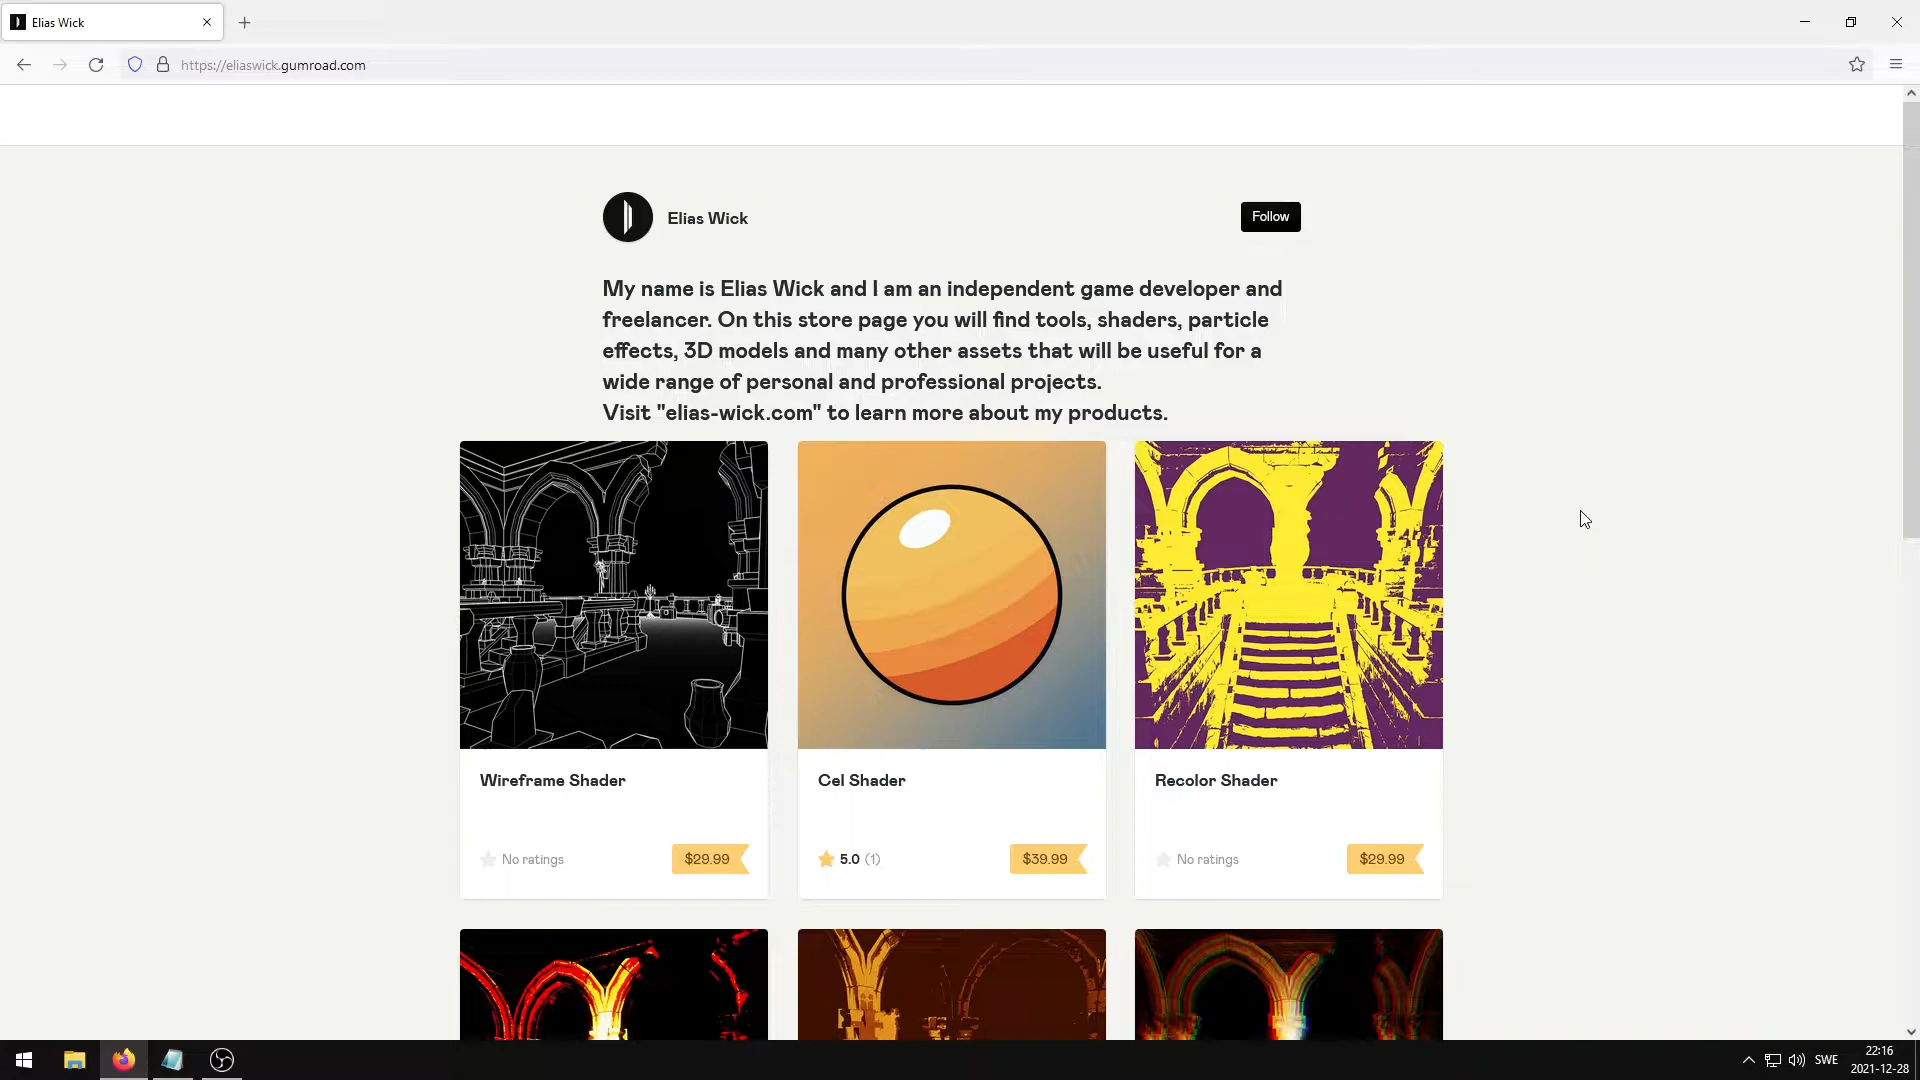 Elias Wick
https://eliaswick.gumroad.com
Elias Wick
Follow
My name is Elias Wick and I am an independent game developer and
freelancer. On this store page you will find tools, shaders, particle
effects, 3D models and many other assets that will be useful for a
wide range of personal and professional projects.
Visit "elias-wick.com" to learn more about my products.
Wireframe Shader
No ratings
$29.99
Cel Shader
5.0 (1)
$39.99
Recolor Shader
No ratings
$29.99
SWE
22:16
2021-12-28